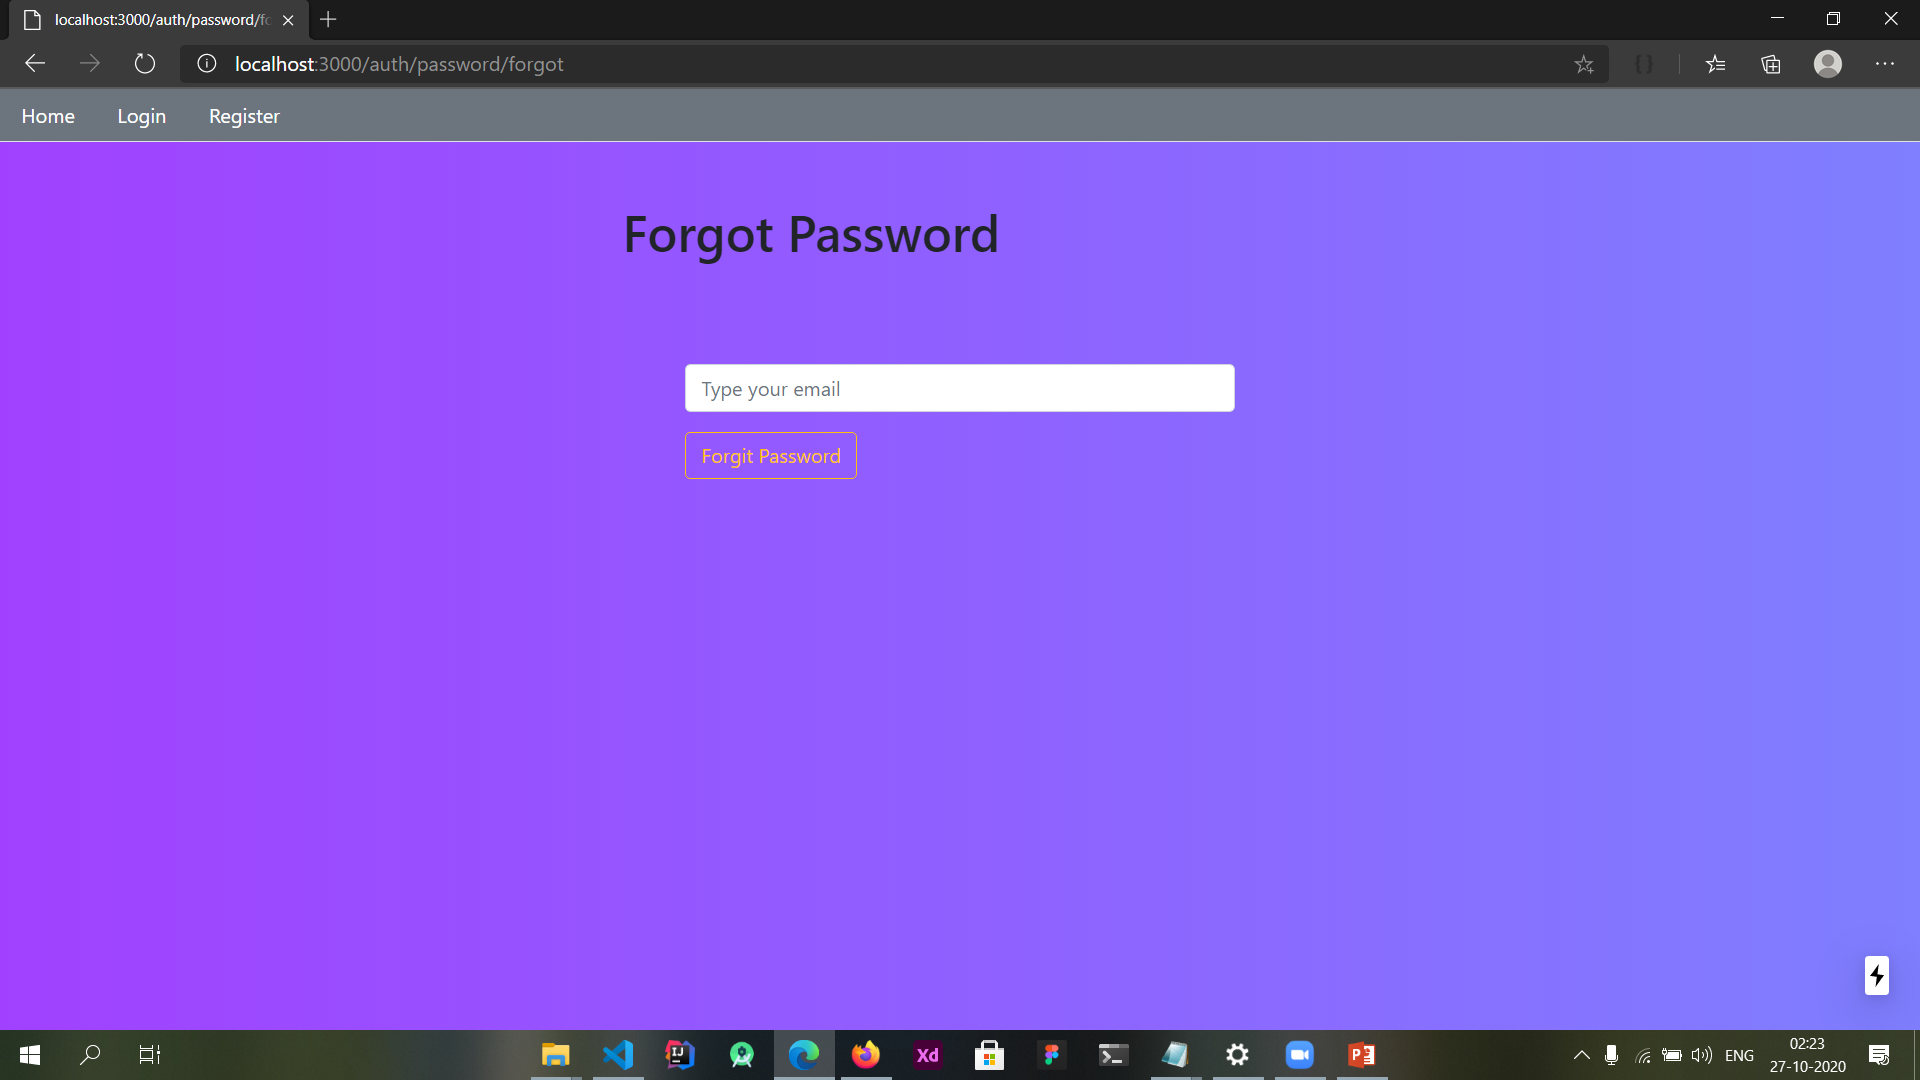 localhost:3000/auth/password/fo
localhost:3000/auth/password/forgot
Home Login Register
Forgot Password
Type your email
Forgit Password
Xd
ENG
02:23
27-10-2020